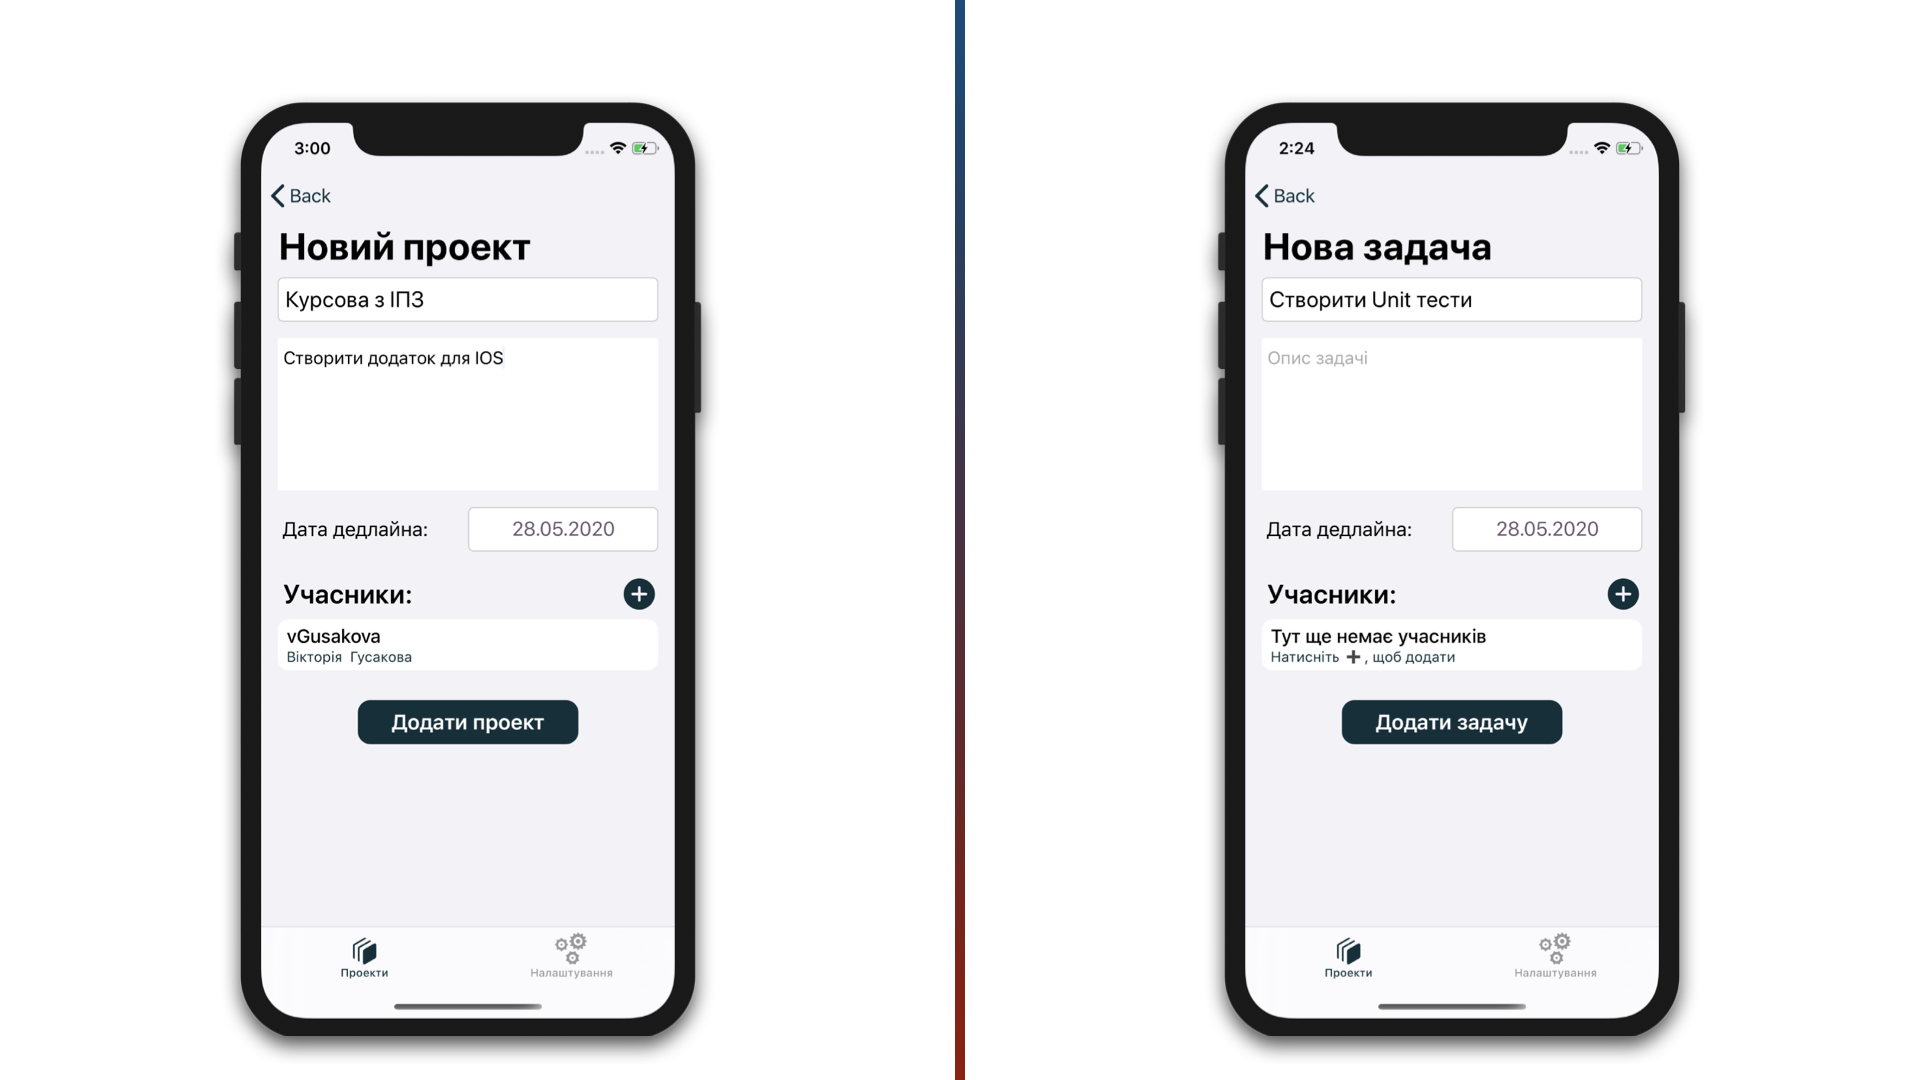 3:00
Back
Новий проект
Курсова з ІПЗ
Створити додаток для IOS
Дата дедлайна: 28.05.2020
Учасники:
vGusakova
Вікторія Гусакова
Додати проект
Проекти Налаштування
2:24
Back
Нова задача
Створити Unit тести
Опис задачі
Дата дедлайна: 28.05.2020
Учасники:
Тут ще немає учасників
Натисніть ➕, щоб додати
Додати задачу
Проекти Налаштування